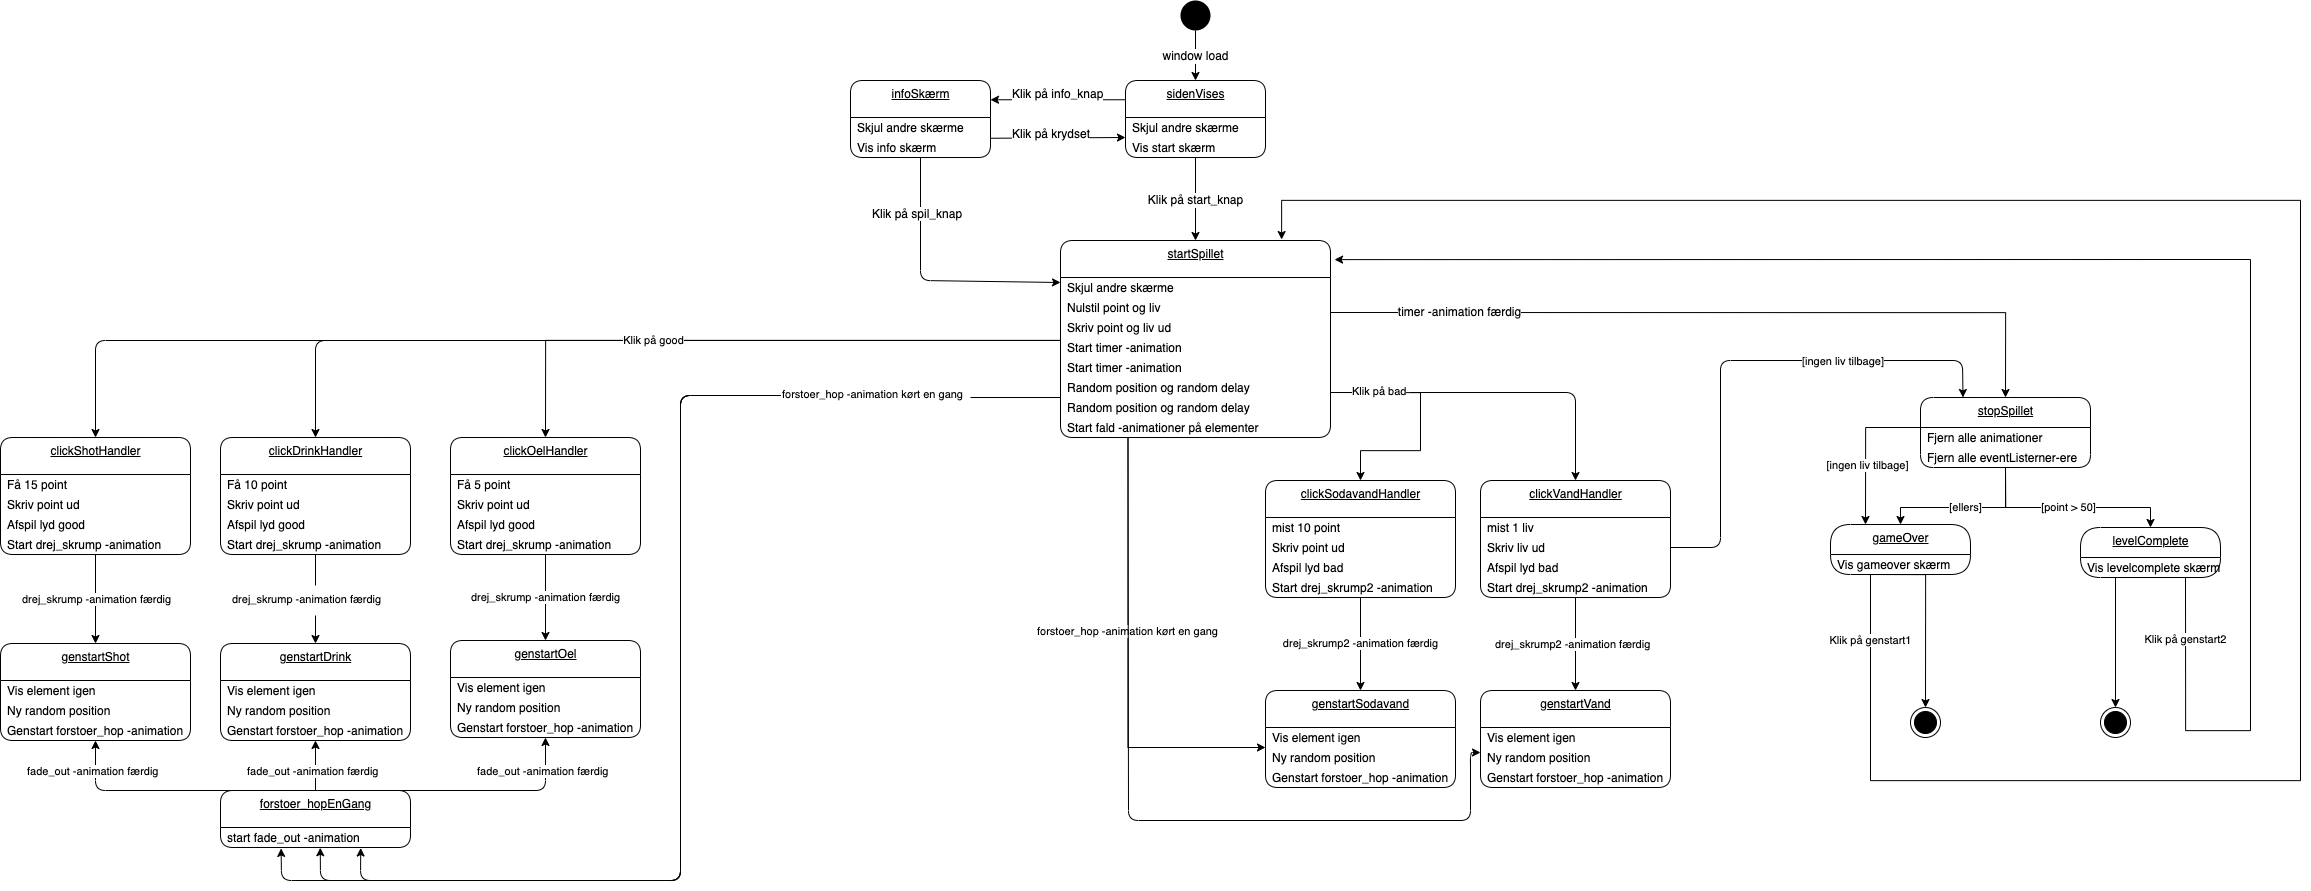 window load
infoSkærm
Skjul andre skærme
Vis info skærm
Klik på info_knap
Klik på krydset
sidenVises
Skjul andre skærme
Vis start skærm
Klik på spil_knap
Klik på start_knap
startSpillet
Skjul andre skærme
Nulstil point og liv
Skriv point og liv ud
Start timer -animation
Start timer -animation
Random position og random delay
Random position og random delay
Start fald -animationer på elementer
timer -animation færdig
Klik på good
forstoer_hop -animation kørt en gang
Klik på bad
[ingen liv tilbage]
stopSpillet
Fjern alle animationer
Fjern alle eventListerner-ere
[ingen liv tilbage]
[ellers]
[point > 50]
gameOver
Vis gameover skærm
levelComplete
Vis levelcomplete skærm
Klik på genstart1
Klik på genstart2
clickShotHandler
Få 15 point
Skriv point ud
Afspil lyd good
Start drej_skrump -animation
clickDrinkHandler
Få 10 point
Skriv point ud
Afspil lyd good
Start drej_skrump -animation
clickOelHandler
Få 5 point
Skriv point ud
Afspil lyd good
Start drej_skrump -animation
clickSodavandHandler
mist 10 point
Skriv point ud
Afspil lyd bad
Start drej_skrump2 -animation
clickVandHandler
mist 1 liv
Skriv liv ud
Afspil lyd bad
Start drej_skrump2 -animation
drej_skrump -animation færdig
drej_skrump -animation færdig
drej_skrump -animation færdig
forstoer_hop -animation kørt en gang
drej_skrump2 -animation færdig
drej_skrump2 -animation færdig
genstartShot
Vis element igen
Ny random position
Genstart forstoer_hop -animation
genstartDrink
Vis element igen
Ny random position
Genstart forstoer_hop -animation
genstartOel
Vis element igen
Ny random position
Genstart forstoer_hop -animation
genstartSodavand
Vis element igen
Ny random position
Genstart forstoer_hop -animation
genstartVand
Vis element igen
Ny random position
Genstart forstoer_hop -animation
fade_out -animation færdig
fade_out -animation færdig
fade_out -animation færdig
forstoer_hopEnGang
start fade_out -animation